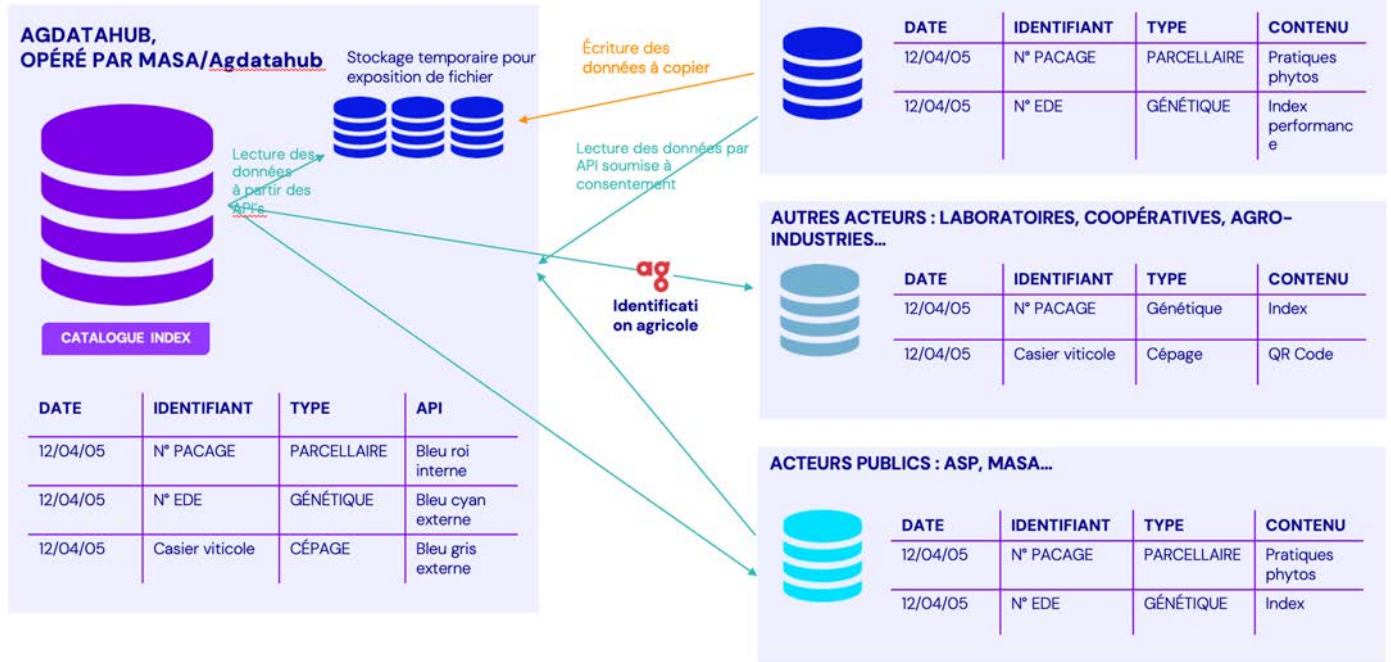 AGDATAHUB,
OPÉRÉ PAR MASA/Agdatahub
Stockage temporaire pour
exposition de fichier
Lecture des
données
à partir des
API's
CATALOGUE INDEX
DATE IDENTIFIANT TYPE API
12/04/05 N° PACAGE PARCELLAIRE Bleu roi
interne
12/04/05 N° EDE GÉNÉTIQUE Bleu cyan
externe
12/04/05 Casier viticole CÉPAGE Bleu gris
externe
Écriture des
données à copier
Lecture des données par
API soumise à
consentement
ag
Identificati
on agricole
DATE IDENTIFIANT TYPE CONTENU
12/04/05 N° PACAGE PARCELLAIRE Pratiques
phytos
12/04/05 N° EDE GÉNÉTIQUE Index
performanc
e
AUTRES ACTEURS : LABORATOIRES, COOPÉRATIVES, AGRO-
INDUSTRIES...
DATE IDENTIFIANT TYPE CONTENU
12/04/05 N° PACAGE Génétique Index
12/04/05 Casier viticole Cépage QR Code
ACTEURS PUBLICS : ASP, MASA...
DATE IDENTIFIANT TYPE CONTENU
12/04/05 N° PACAGE PARCELLAIRE Pratiques
phytos
12/04/05 N° EDE GÉNÉTIQUE Index